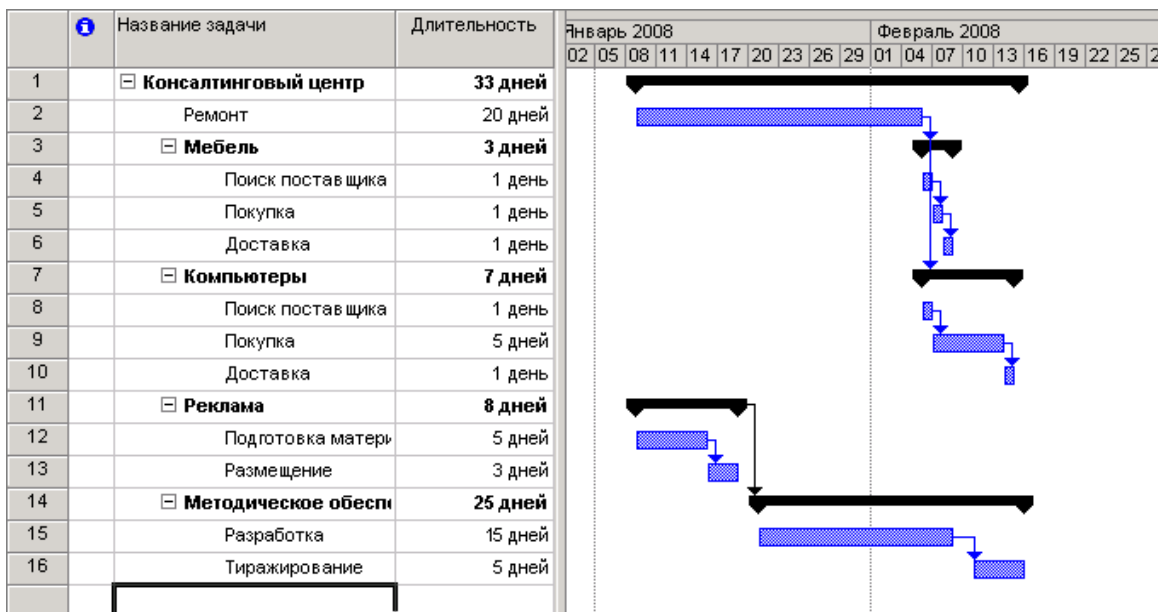 Название задачи Длительность Январь 2008 Февраль 2008
02 05 08 11 14 17 20 23 26 29 01 04 07 10 13 16 19 22 25 2
1 Консалтинговый центр 33 дней
2 Ремонт 20 дней
3 Мебель 3 дней
4 Поиск поставщика 1 день
5 Покупка 1 день
6 Доставка 1 день
7 Компьютеры 7 дней
8 Поиск поставщика 1 день
9 Покупка 5 дней
10 Доставка 1 день
11 Реклама 8 дней
12 Подготовка матери 5 дней
13 Размещение 3 дней
14 Методическое обеспе 25 дней
15 Разработка 15 дней
16 Тиражирование 5 дней